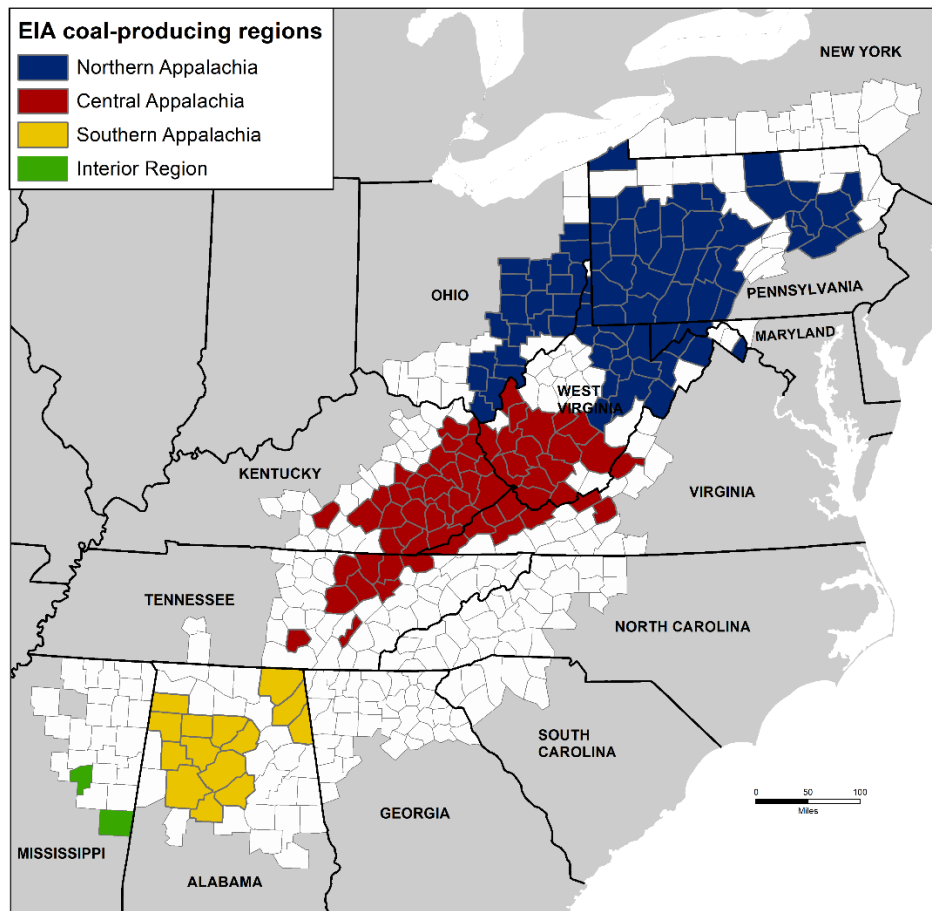 EIA coal-producing regions
Northern Appalachia
Central Appalachia
Southern Appalachia
Interior Region
NEW YORK
PENNSYLVANIA
OHIO
MARYLAND
WEST
VIRGINIA
KENTUCKY
VIRGINIA
TENNESSEE
NORTH CAROLINA
SOUTH
CAROLINA
0 50 100
Miles
GEORGIA
MISSISSIPPI
ALABAMA